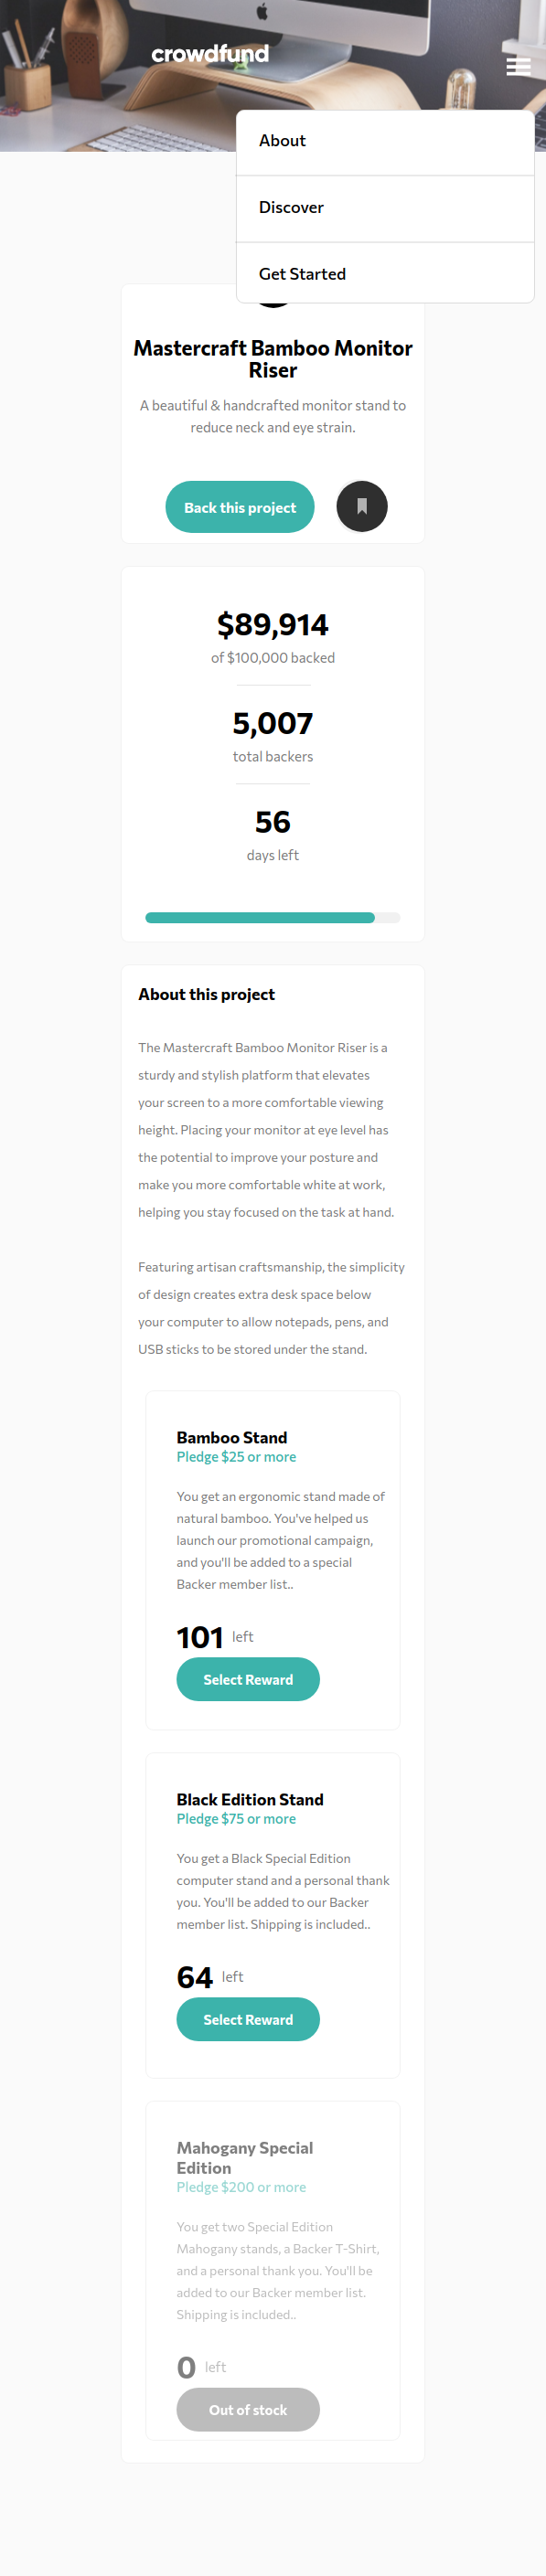 crowdfund
About
Discover
Get Started
Mastercraft Bamboo Monitor
Riser
A beautiful & handcrafted monitor stand to
reduce neck and eye strain.
Back this project
$89,914
of $100,000 backed
5,007
total backers
56
days left
About this project
The Mastercraft Bamboo Monitor Riser is a
sturdy and stylish platform that elevates
your screen to a more comfortable viewing
height. Placing your monitor at eye level has
the potential to improve your posture and
make you more comfortable white at work,
helping you stay focused on the task at hand.
Featuring artisan craftsmanship, the simplicity
of design creates extra desk space below
your computer to allow notepads, pens, and
USB sticks to be stored under the stand.
Bamboo Stand
Pledge $25 or more
You get an ergonomic stand made of
natural bamboo. You've helped us
launch our promotional campaign,
and you'll be added to a special
Backer member list..
101 left
Select Reward
Black Edition Stand
Pledge $75 or more
You get a Black Special Edition
computer stand and a personal thank
you. You'll be added to our Backer
member list. Shipping is included..
64 left
Select Reward
Mahogany Special
Edition
Pledge $200 or more
You get two Special Edition
Mahogany stands, a Backer T-Shirt,
and a personal thank you. You'll be
added to our Backer member list.
Shipping is included..
0 left
Out of stock